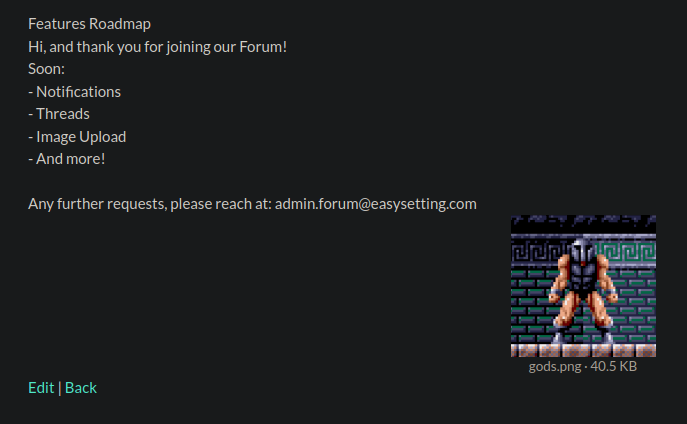 Features Roadmap
Hi, and thank you for joining our Forum!
Soon:
- Notifications
- Threads
- Image Upload
- And more!
Any further requests, please reach at: admin.forum@easysetting.com
gods.png · 40.5 KB
Edit | Back